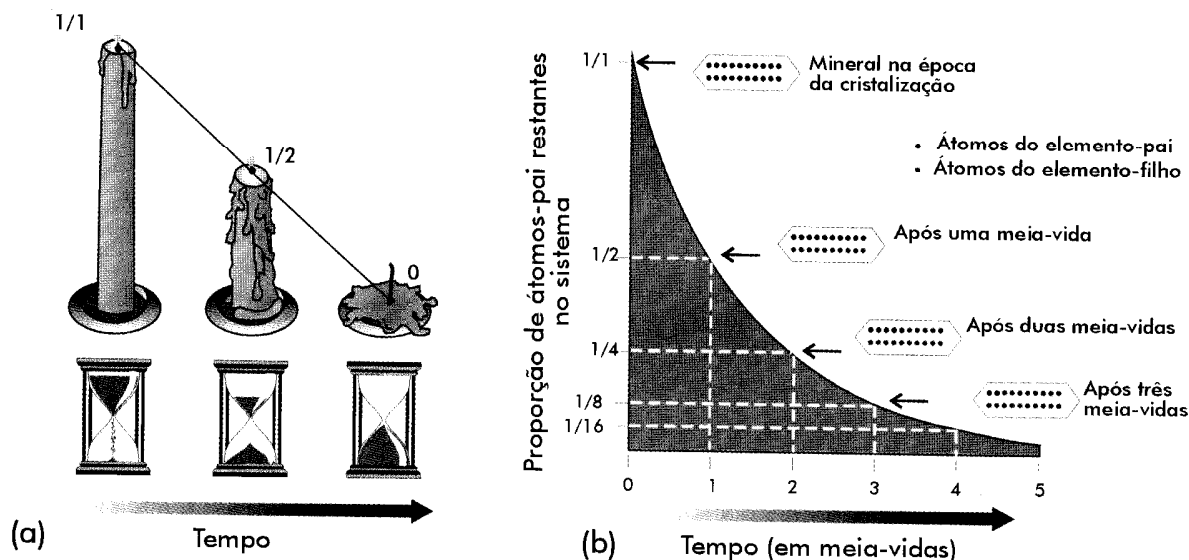 1/1
1/2
0
Tempo
(a)
Proporção de átomos-pai restantes
no sistema
1/1
1/2
1/4
1/8
1/16
Mineral na época
da cristalização
• Átomos do elemento-pai
• Átomos do elemento-filho
Após uma meia-vida
Após duas meia-vidas
Após três
meia-vidas
0 1 2 3 4 5
Tempo (em meia-vidas)
(b)